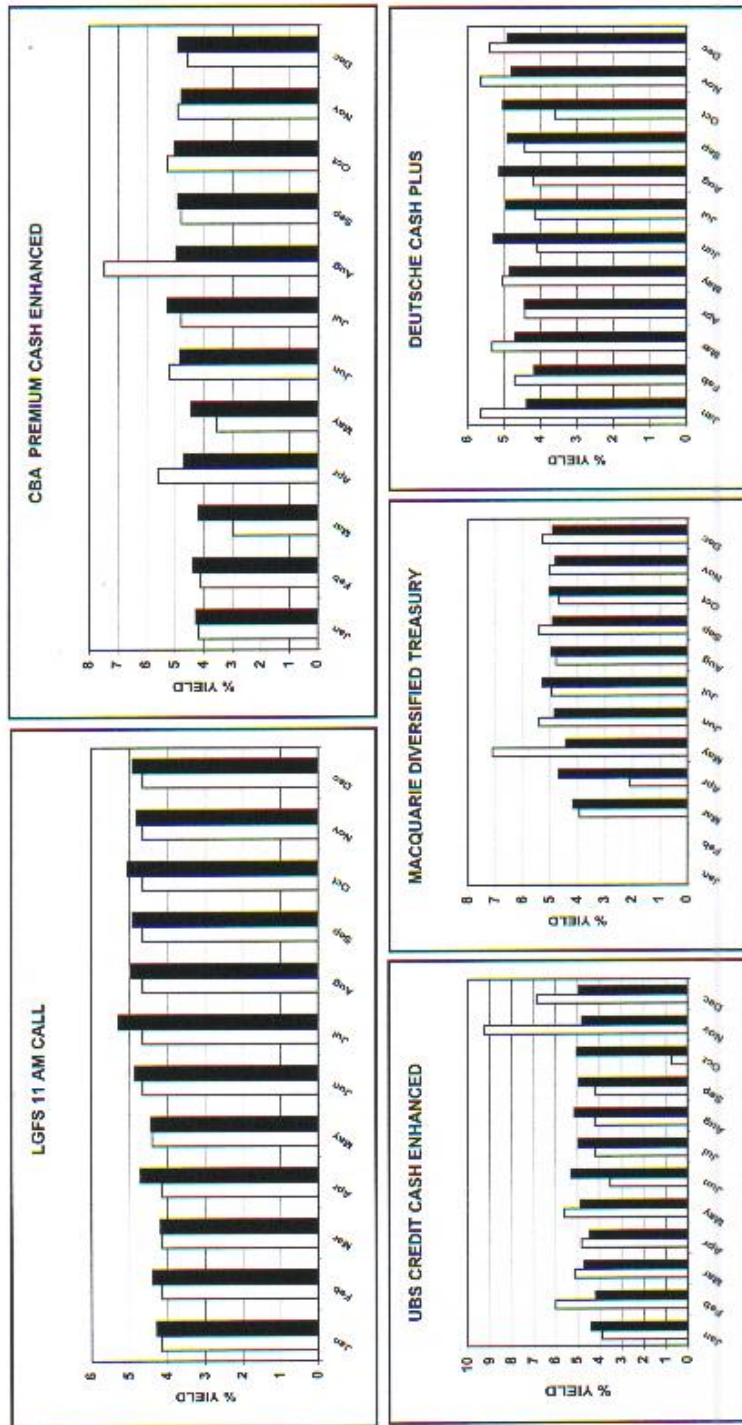 LGFS 11 AM CALL
% YIELD
6
5
4
3
2
1
0
Jan
Feb
Mar
Apr
May
Jun
Jul
Aug
Sep
Oct
Nov
Dec
CBA PREMIUM CASH ENHANCED
% YIELD
8
7
6
5
4
3
2
1
0
Jan
Feb
Mar
Apr
May
Jun
Jul
Aug
Sep
Oct
Nov
Dec
UBS CREDIT CASH ENHANCED
% YIELD
10
9
8
7
6
5
4
3
2
1
0
Jan
Feb
Mar
Apr
May
Jun
Jul
Aug
Sep
Oct
Nov
Dec
MACQUARIE DIVERSIFIED TREASURY
% YIELD
8
7
6
5
4
3
2
1
0
Jan
Feb
Mar
Apr
May
Jun
Jul
Aug
Sep
Oct
Nov
Dec
DEUTSCHE CASH PLUS
% YIELD
6
5
4
3
2
1
0
Jan
Feb
Mar
Apr
May
Jun
Jul
Aug
Sep
Oct
Nov
Dec